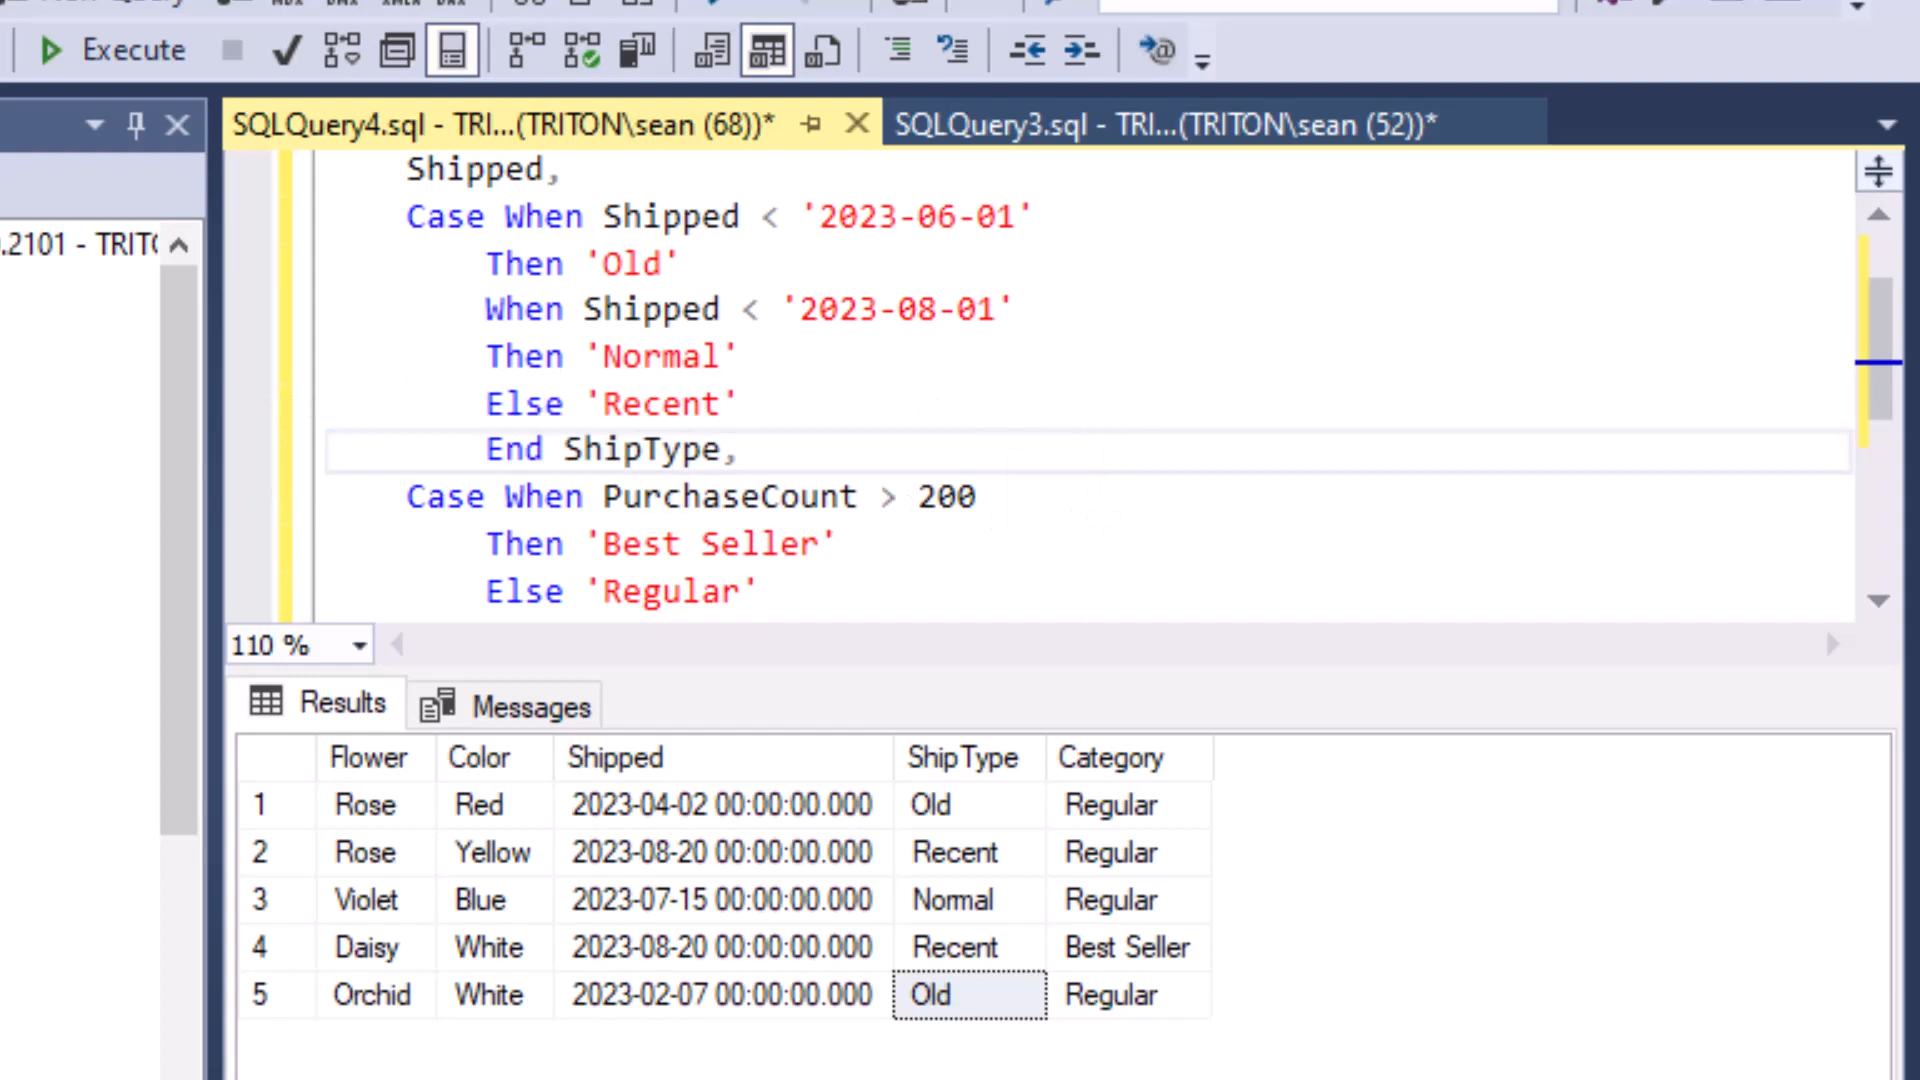 Execute
SQLQuery4.sql - TRI...(TRITON\sean (68))*
SQLQuery3.sql - TRI...(TRITON\sean (52))*
.2101 - TRIT
Shipped,
Case When Shipped < '2023-06-01'
Then 'Old'
When Shipped < '2023-08-01'
Then 'Normal'
Else 'Recent'
End ShipType,
Case When PurchaseCount > 200
Then 'Best Seller'
Else 'Regular'
110 %
Results Messages
Flower Color Shipped ShipType Category
1 Rose Red 2023-04-02 00:00:00.000 Old Regular
2 Rose Yellow 2023-08-20 00:00:00.000 Recent Regular
3 Violet Blue 2023-07-15 00:00:00.000 Normal Regular
4 Daisy White 2023-08-20 00:00:00.000 Recent Best Seller
5 Orchid White 2023-02-07 00:00:00.000 Old Regular